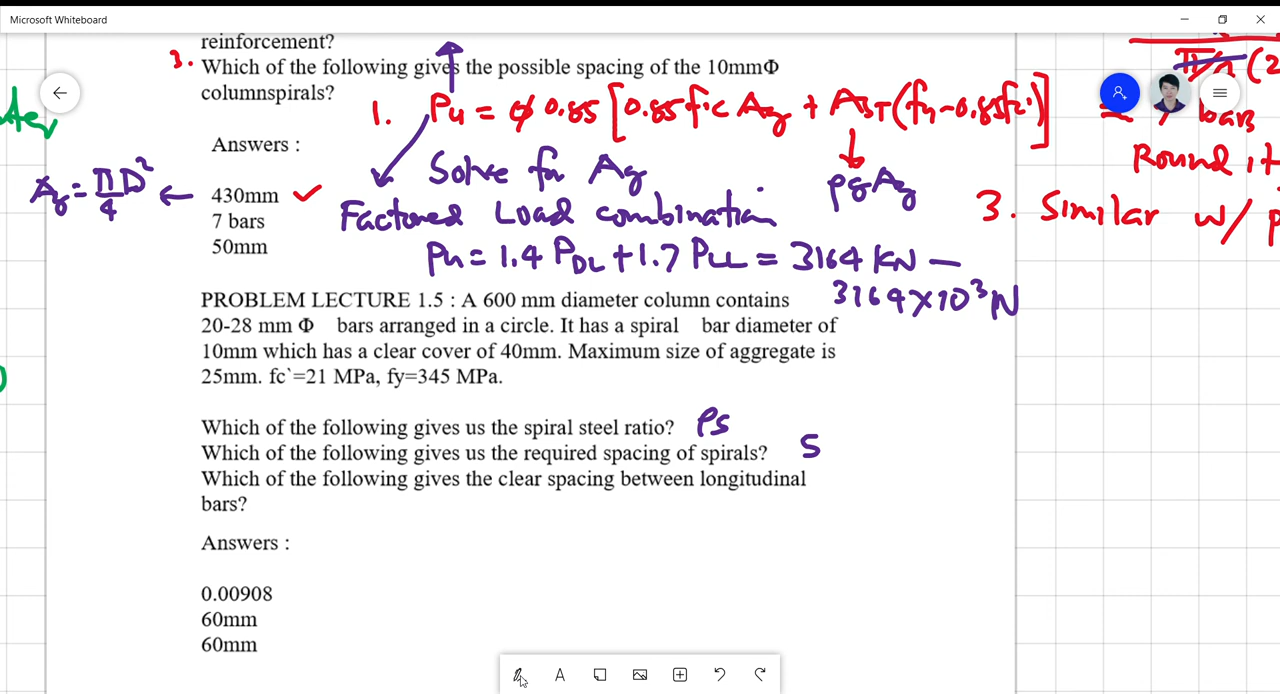 Microsoft Whiteboard
reinforcement?
3. Which of the following gives the possible spacing of the 10mmΦ
columnspirals?
1. Pu = φ 0.85 [0.85 f'c Ag + AST (fy - 0.85fc')]
bars
Round it
Answers :
Solve for Ag
ρg Ag
Ag = πD²/4 ← 430mm ✓
Factored Load combination
3. Similar w/
7 bars
50mm
Pu = 1.4 PDL + 1.7 PLL = 3164 KN —
3164 x 10³ N
PROBLEM LECTURE 1.5 : A 600 mm diameter column contains
20-28 mm Φ bars arranged in a circle. It has a spiral bar diameter of
10mm which has a clear cover of 40mm. Maximum size of aggregate is
25mm. fc`=21 MPa, fy=345 MPa.
Which of the following gives us the spiral steel ratio? ρs
Which of the following gives us the required spacing of spirals? S
Which of the following gives the clear spacing between longitudinal
bars?
Answers :
0.00908
60mm
60mm